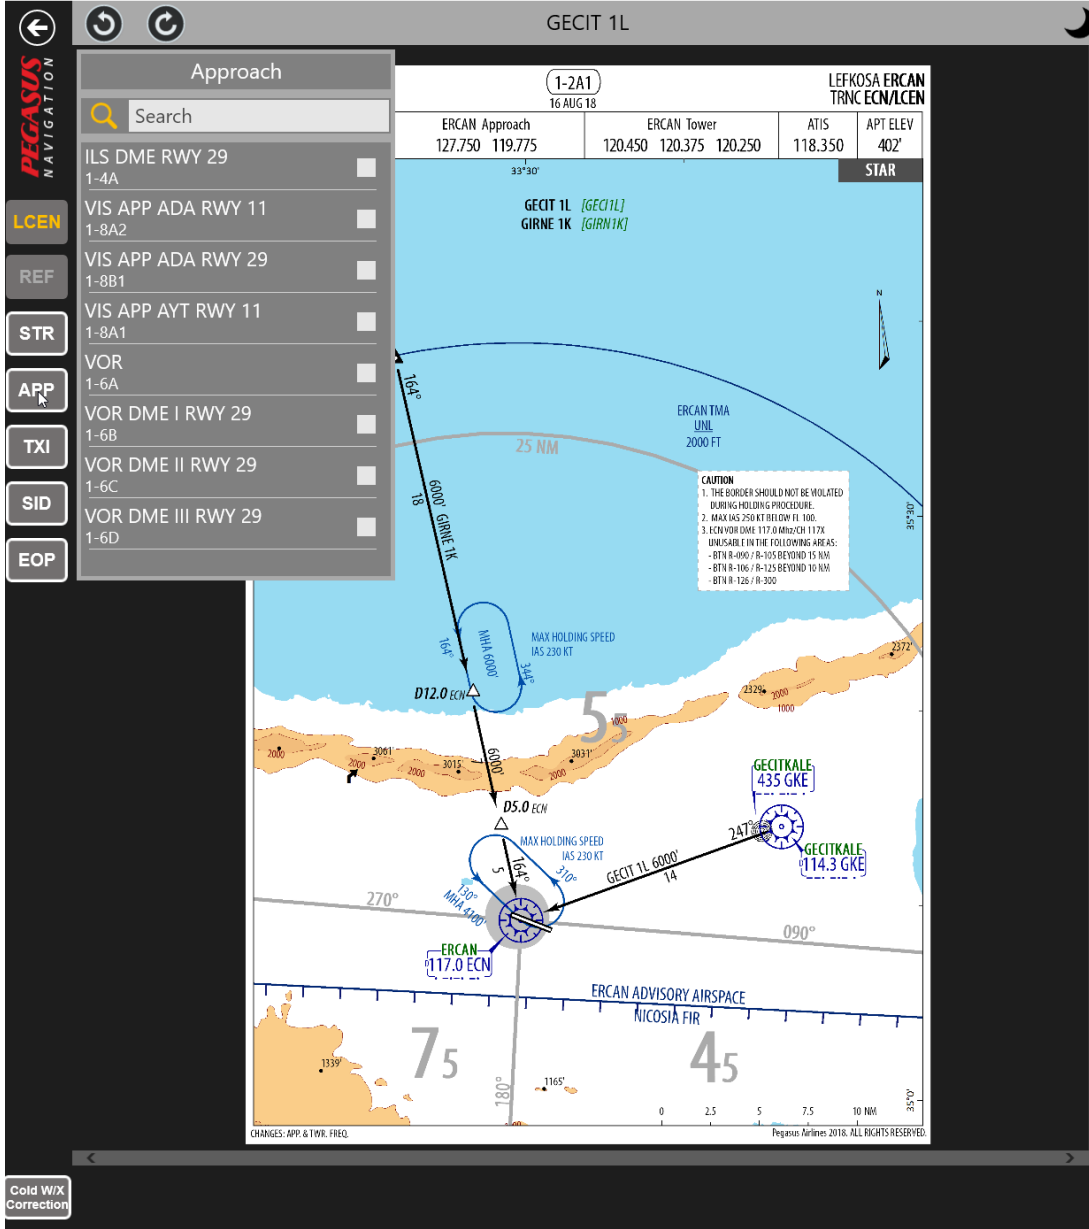 GECIT 1L
PEGASUS
NAVIGATION
LCEN
REF
STR
APP
TXI
SID
EOP
Cold W/X
Correction
Approach
Search
ILS DME RWY 29
1-4A
VIS APP ADA RWY 11
1-8A2
VIS APP ADA RWY 29
1-8B1
VIS APP AYT RWY 11
1-8A1
VOR
1-6A
VOR DME I RWY 29
1-6B
VOR DME II RWY 29
1-6C
VOR DME III RWY 29
1-6D
1-2A1
16 AUG 18
LEFKOSA ERCAN
TRNC ECN/LCEN
ERCAN Approach
127.750 119.775
ERCAN Tower
120.450 120.375 120.250
ATIS
118.350
APT ELEV
402'
STAR
33°30'
GECIT 1L [GECI1L]
GIRNE 1K [GIRN1K]
N
164°
ERCAN TMA
UNL
2000 FT
25 NM
6000' GIRNE 1K
18
CAUTION
1. THE BORDER SHOULD NOT BE VIOLATED
DURING HOLDING PROCEDURE.
2. MAX IAS 250 KT BELOW FL 100.
3. ECN VOR DME 117.0 Mhz/CH 117X
UNUSABLE IN THE FOLLOWING AREAS:
- BTN R-090 / R-105 BEYOND 15 NM
- BTN R-106 / R-125 BEYOND 10 NM
- BTN R-126 / R-300
35°30'
164°
MHA 6000'
344°
MAX HOLDING SPEED
IAS 230 KT
D12.0 ECN
2372'
2329'
2000
1000
55
1000
2000
3061'
2000
3015'
2000
3031'
2000
6000'
7
D5.0 ECN
GECITKALE
435 GKE
247°
GECITKALE
114.3 GKE
MAX HOLDING SPEED
IAS 230 KT
164°
5
310°
130°
MHA 4100'
GECIT 1L 6000'
14
270°
090°
ERCAN
117.0 ECN
ERCAN ADVISORY AIRSPACE
NICOSIA FIR
75
45
1339'
180°
1165'
0 2.5 5 7.5 10 NM
35°0'
CHANGES: APP. & TWR. FREQ.
Pegasus Airlines 2018. ALL RIGHTS RESERVED.